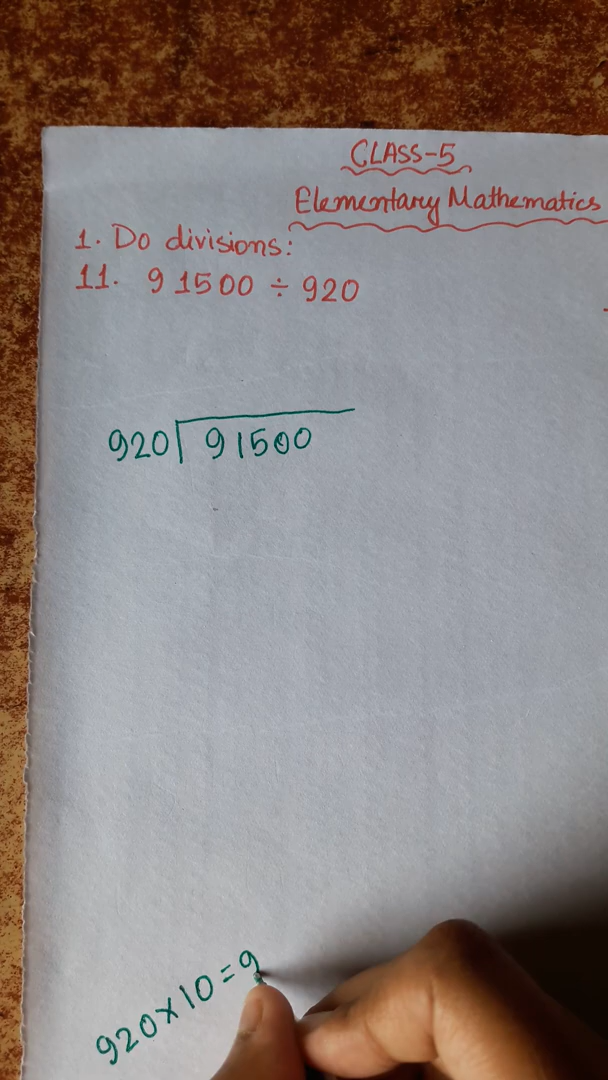 CLASS-5
Elementary Mathematics
1. Do divisions:
11. 91500 ÷ 920
920 91500
920×10=9